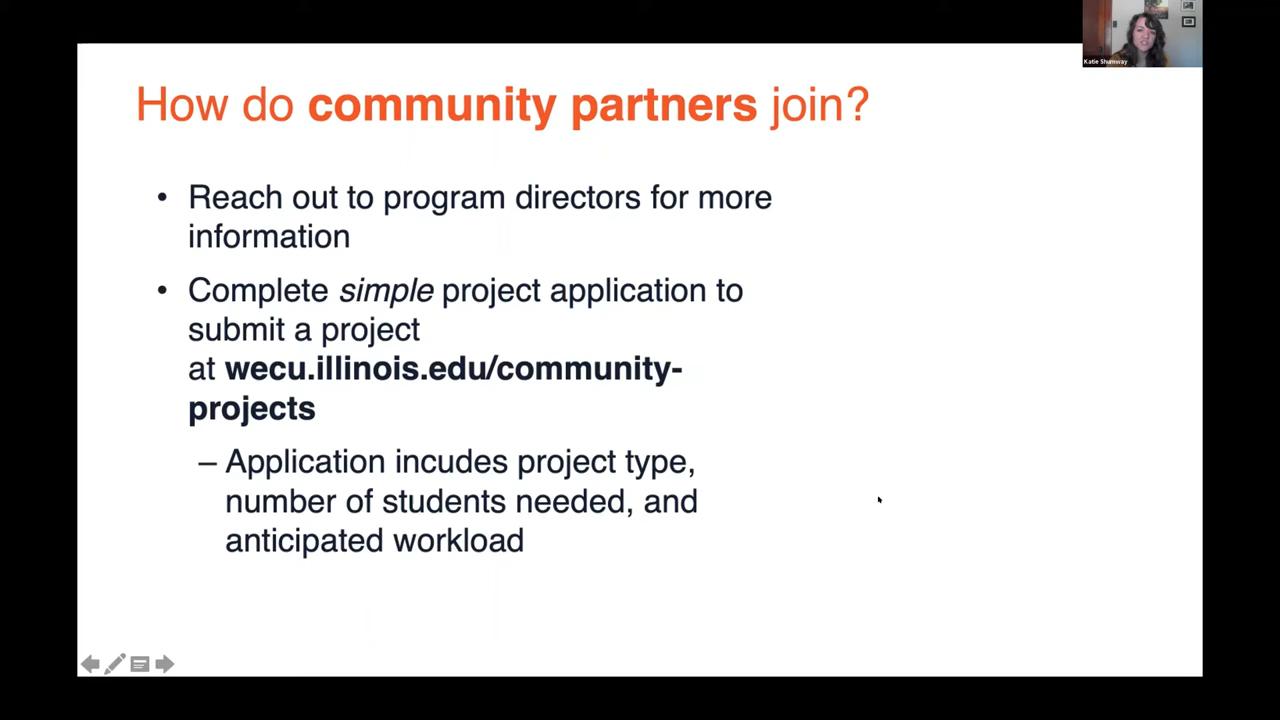 Katie Shumway
How do community partners join?
• Reach out to program directors for more
information
• Complete simple project application to
submit a project
at wecu.illinois.edu/community-
projects
– Application incudes project type,
number of students needed, and
anticipated workload